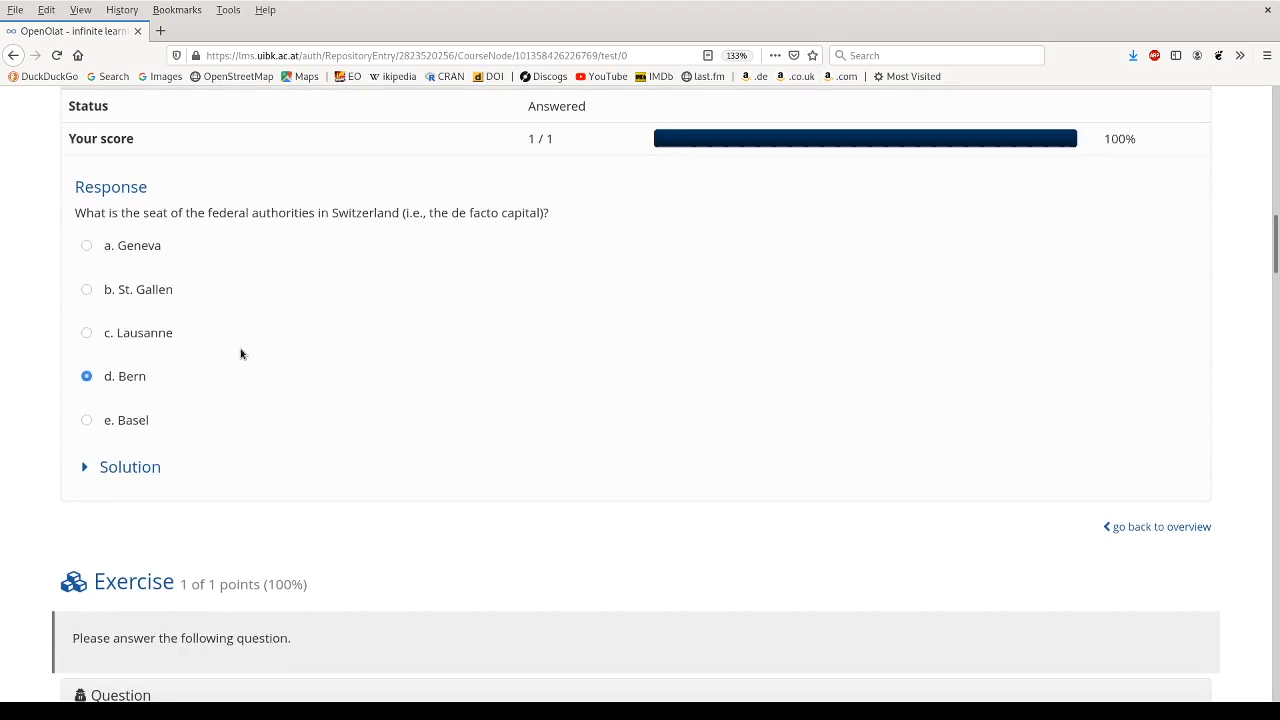 File Edit View History Bookmarks Tools Help
OpenOlat - infinite learni
https://lms.uibk.ac.at/auth/RepositoryEntry/2823520256/CourseNode/101358426226769/test/0 133% Search
DuckDuckGo Search Images OpenStreetMap Maps EO Wikipedia CRAN DOI Discogs YouTube IMDb last.fm .de .co.uk .com Most Visited
Status Answered
Your score 1 / 1 100%
Response
What is the seat of the federal authorities in Switzerland (i.e., the de facto capital)?
a. Geneva
b. St. Gallen
c. Lausanne
d. Bern
e. Basel
Solution
go back to overview
Exercise 1 of 1 points (100%)
Please answer the following question.
Question